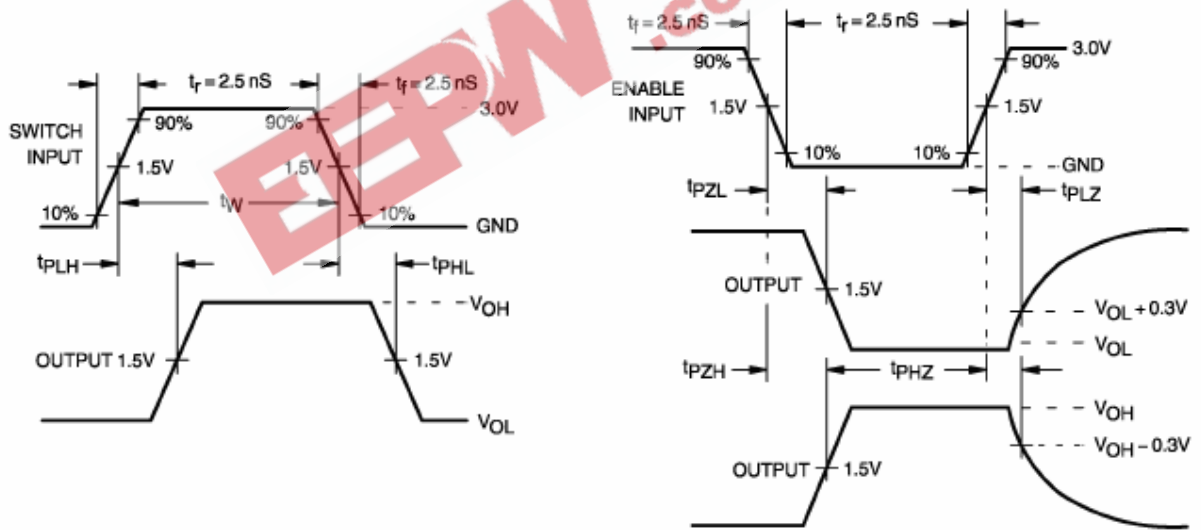 tr = 2.5 nS
tf = 2.5 nS
3.0V
SWITCH
INPUT
90%
90%
1.5V
1.5V
tW
10%
10%
GND
tPLH
tPHL
VOH
OUTPUT 1.5V
1.5V
VOL
EEPW
.co
tf = 2.5 nS
tr = 2.5 nS
3.0V
90%
90%
ENABLE
INPUT
1.5V
1.5V
10%
10%
GND
tPZL
tPLZ
OUTPUT
1.5V
VOL + 0.3V
VOL
tPZH
tPHZ
VOH
VOH − 0.3V
OUTPUT
1.5V